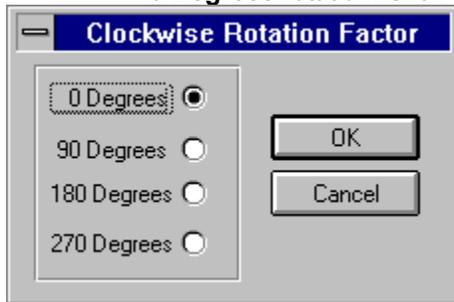 Clockwise Rotation Factor
0 Degrees
90 Degrees
180 Degrees
270 Degrees
OK
Cancel